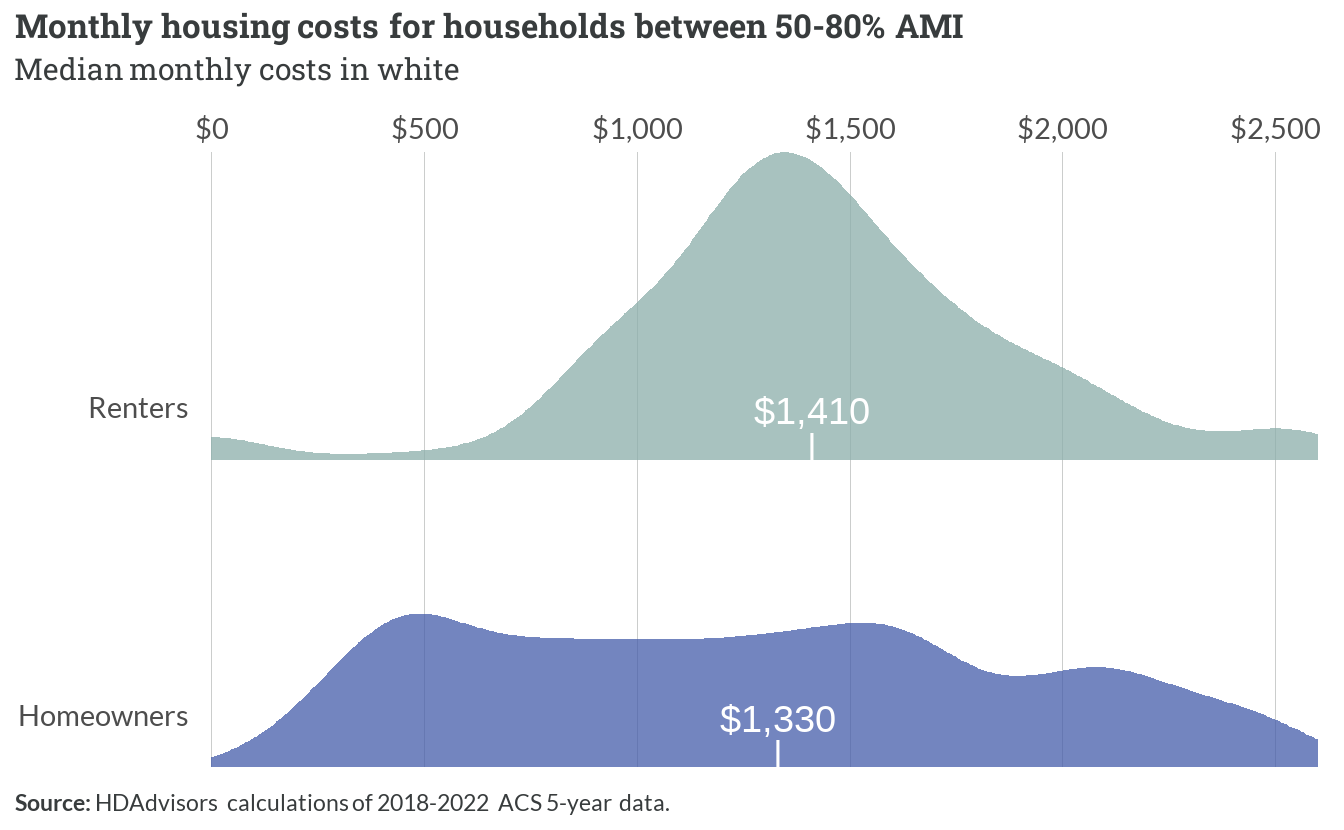 Monthly housing costs for households between 50-80% AMI
Median monthly costs in white
$0 $500 $1,000 $1,500 $2,000 $2,500
Renters
$1,410
Homeowners
$1,330
Source: HDAdvisors calculations of 2018-2022 ACS 5-year data.